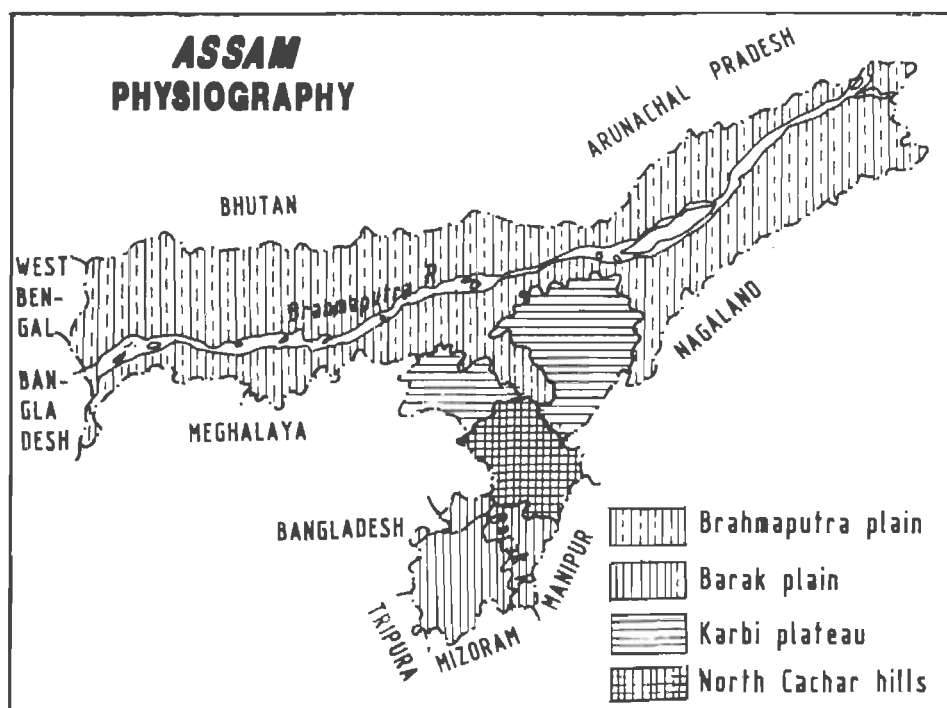 ASSAM
PHYSIOGRAPHY
ARUNACHAL PRADESH
BHUTAN
WEST
BEN-
GAL
Brahmaputra R
NAGALAND
BAN-
GLA
DESH
MEGHALAYA
BANGLADESH
MANIPUR
TRIPURA
MIZORAM
Brahmaputra plain
Barak plain
Karbi plateau
North Cachar hills